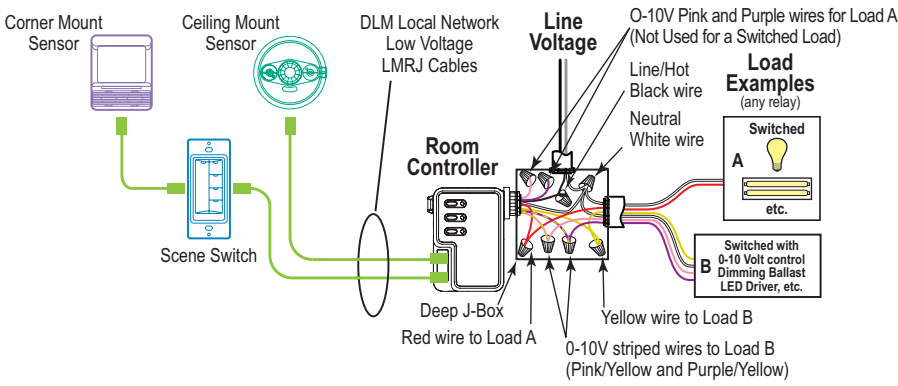 Corner Mount
Sensor
Ceiling Mount
Sensor
DLM Local Network
Low Voltage
LMRJ Cables
Line
Voltage
O-10V Pink and Purple wires for Load A
(Not Used for a Switched Load)
Line/Hot
Black wire
Neutral
White wire
Load
Examples
(any relay)
Switched
A
etc.
Room
Controller
Scene Switch
B
Switched with
0-10 Volt control
Dimming Ballast
LED Driver, etc.
Deep J-Box
Red wire to Load A
Yellow wire to Load B
0-10V striped wires to Load B
(Pink/Yellow and Purple/Yellow)